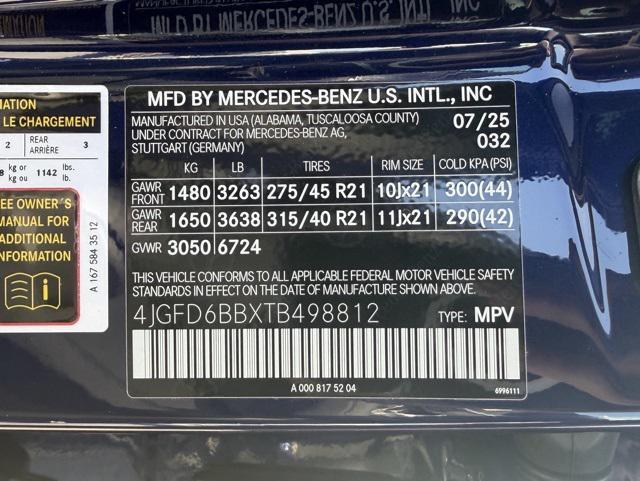 MFD BY MERCEDES-BENZ U.S. INTL., INC
MANUFACTURED IN USA (ALABAMA, TUSCALOOSA COUNTY) 07/25
UNDER CONTRACT FOR MERCEDES-BENZ AG, 032
STUTTGART (GERMANY)
KG LB TIRES RIM SIZE COLD KPA (PSI)
GAWR FRONT 1480 3263 275/45 R21 10Jx21 300(44)
GAWR REAR 1650 3638 315/40 R21 11Jx21 290(42)
GVWR 3050 6724
THIS VEHICLE CONFORMS TO ALL APPLICABLE FEDERAL MOTOR VEHICLE SAFETY
STANDARDS IN EFFECT ON THE DATE OF MANUFACTURE SHOWN ABOVE.
4JGFD6BBXTB498812 TYPE: MPV
A 000 817 52 04
6996111
LE CHARGEMENT
2 REAR ARRIÈRE 3
kg or ou 1142 lbs. lb.
OWNER'S
MANUAL FOR
ADDITIONAL
INFORMATION
A 167 584 35 12